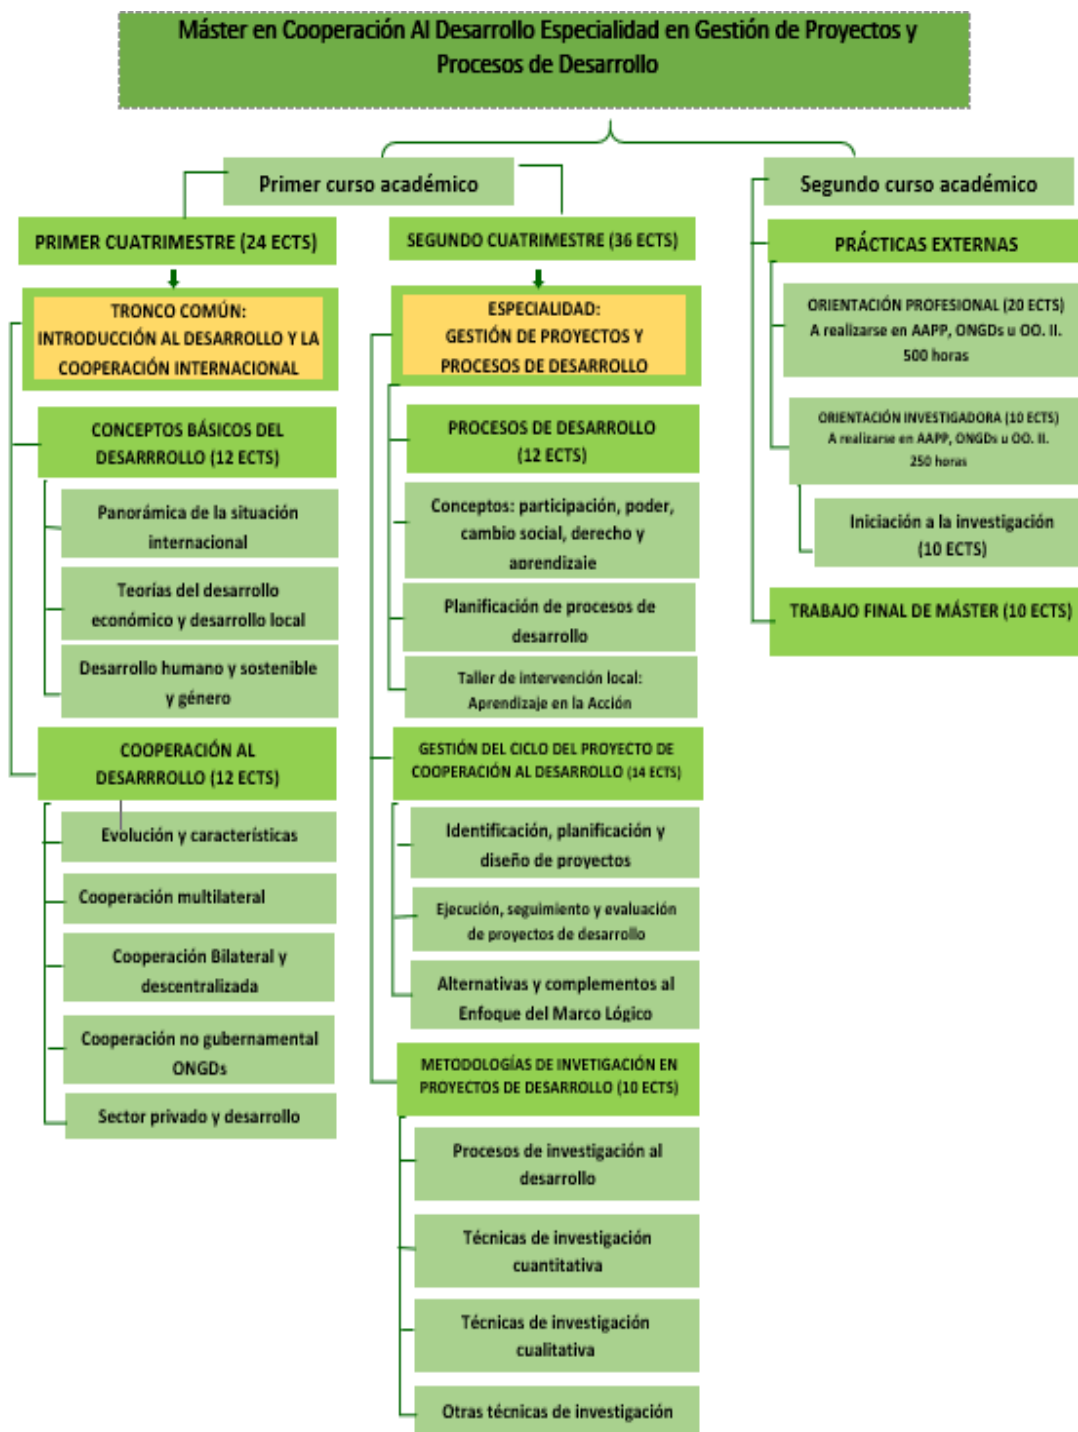 Máster en Cooperación Al Desarrollo Especialidad en Gestión de Proyectos y
Procesos de Desarrollo
Primer curso académico
PRIMER CUATRIMESTRE (24 ECTS)
TRONCO COMÚN:
INTRODUCCIÓN AL DESARROLLO Y LA
COOPERACIÓN INTERNACIONAL
CONCEPTOS BÁSICOS DEL
DESARRROLLO (12 ECTS)
Panorámica de la situación
internacional
Teorías del desarrollo
económico y desarrollo local
Desarrollo humano y sostenible
y género
COOPERACIÓN AL
DESARRROLLO (12 ECTS)
Evolución y características
Cooperación multilateral
Cooperación Bilateral y
descentralizada
Cooperación no gubernamental
ONGDs
Sector privado y desarrollo
SEGUNDO CUATRIMESTRE (36 ECTS)
ESPECIALIDAD:
GESTIÓN DE PROYECTOS Y
PROCESOS DE DESARROLLO
PROCESOS DE DESARROLLO
(12 ECTS)
Conceptos: participación, poder,
cambio social, derecho y
aprendizaje
Planificación de procesos de
desarrollo
Taller de intervención local:
Aprendizaje en la Acción
GESTIÓN DEL CICLO DEL PROYECTO DE
COOPERACIÓN AL DESARROLLO (14 ECTS)
Identificación, planificación y
diseño de proyectos
Ejecución, seguimiento y evaluación
de proyectos de desarrollo
Alternativas y complementos al
Enfoque del Marco Lógico
METODOLOGÍAS DE INVETIGACIÓN EN
PROYECTOS DE DESARROLLO (10 ECTS)
Procesos de investigación al
desarrollo
Técnicas de investigación
cuantitativa
Técnicas de investigación
cualitativa
Otras técnicas de investigación
Segundo curso académico
PRÁCTICAS EXTERNAS
ORIENTACIÓN PROFESIONAL (20 ECTS)
A realizarse en AAPP, ONGDs u OO. II.
500 horas
ORIENTACIÓN INVESTIGADORA (10 ECTS)
A realizarse en AAPP, ONGDs u OO. II.
250 horas
Iniciación a la investigación
(10 ECTS)
TRABAJO FINAL DE MÁSTER (10 ECTS)